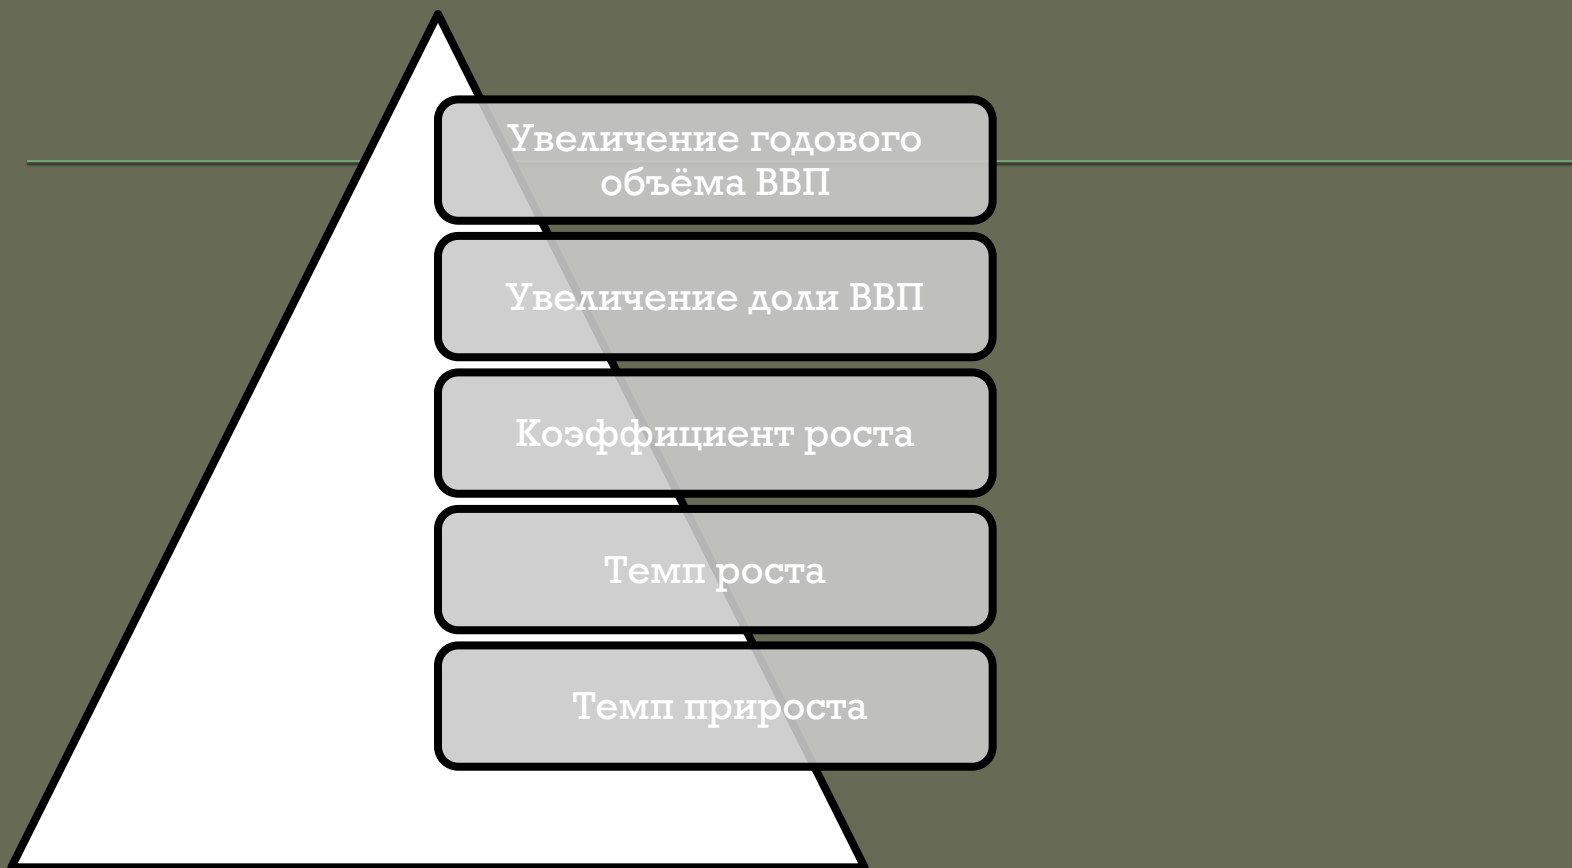 Увеличение годового
объёма ВВП
Увеличение доли ВВП
Коэффициент роста
Темп роста
Темп прироста